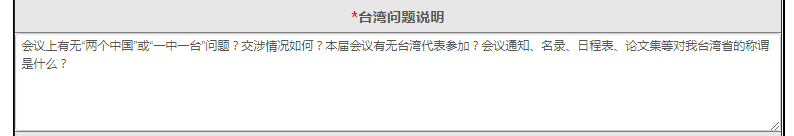 *台湾问题说明
会议上有无“两个中国”或“一中一台”问题？交涉情况如何？本届会议有无台湾代表参加？会议通知、名录、日程表、论文集等对我台湾省的称谓
是什么？